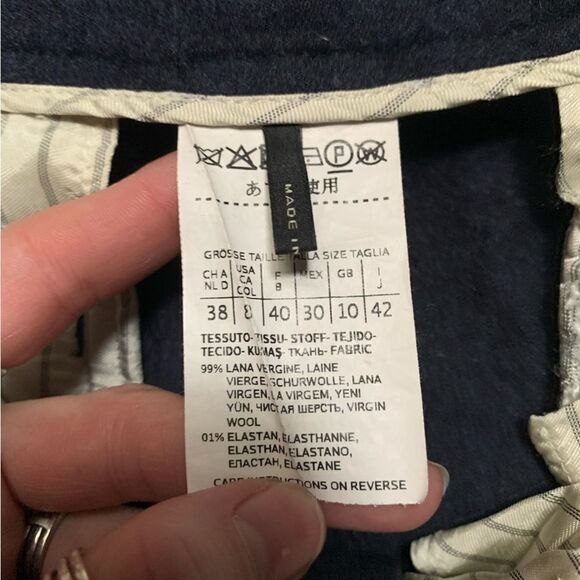 P W
あ 使用
MADE IN
GRÖSSE TAILLE ALLA SIZE TAGLIA
CH A USA F MEX GB I
NL D CA B J
COL
38 8 40 30 10 42
TESSUTO- TISSU- STOFF- TEJIDO-
TECIDO- KUMAŞ- ТКАНЬ- FABRIC
99% LANA VERGINE, LAINE
VIERGE, SCHURWOLLE, LANA
VIRGEN, LA VIRGEM, YENI
YÜN, ЧИСТАЯ ШЕРСТЬ, VIRGIN
WOOL
01% ELASTAN, ELASTHANNE,
ELASTHAN, ELASTANO,
ЕЛАСТАН, ELASTANE
CARE INSTRUCTIONS ON REVERSE